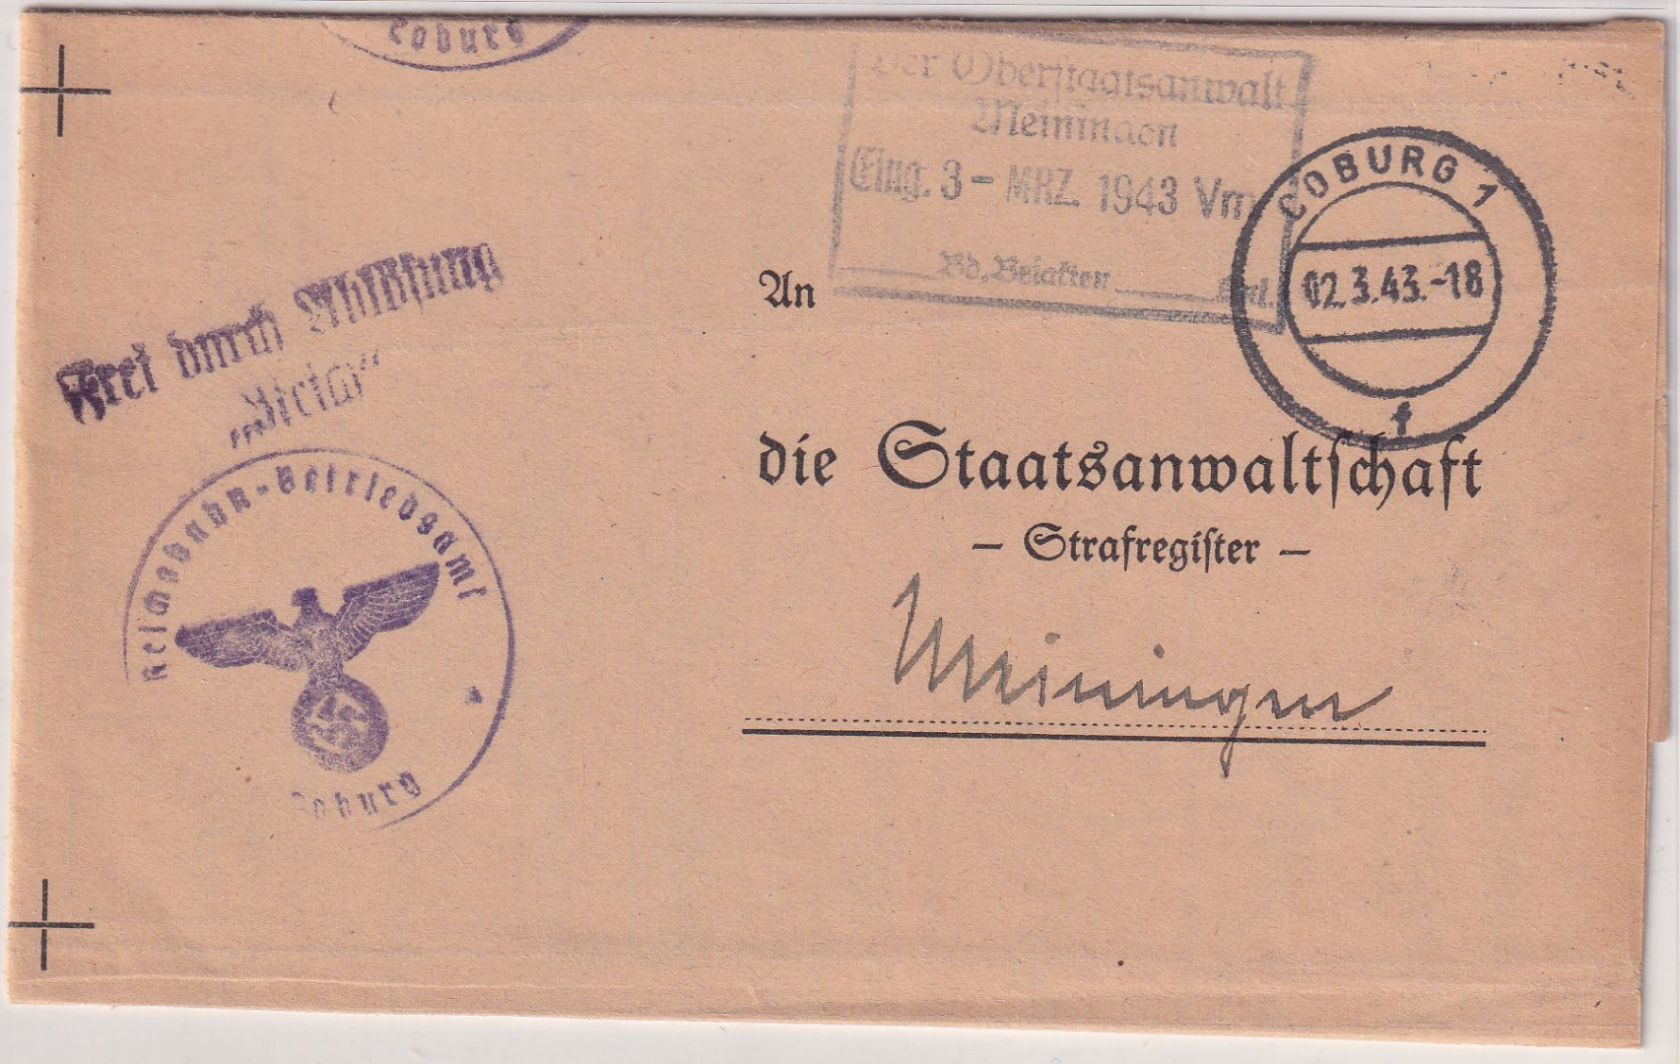 Coburg
Der Oberstaatsanwalt
Meiningen
Eing. 3 - MRZ. 1943 Vm.
Bd. Beiakten Anl.
COBURG 1
02.3.43.-18
f
Frei durch Ablösung
„Reich“
An
die Staatsanwaltschaft
– Strafregister –
Meiningen
Reichsbahn-Betriebsamt
Coburg